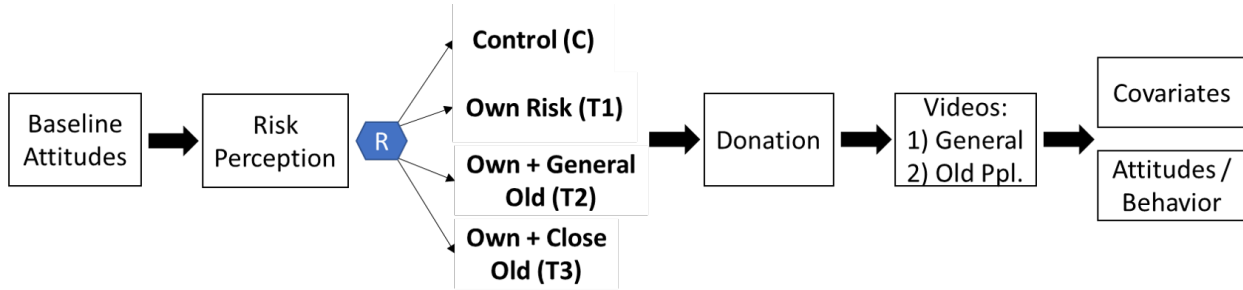 Baseline
Attitudes
Risk
Perception
R
Control (C)
Own Risk (T1)
Own + General
Old (T2)
Own + Close
Old (T3)
Donation
Videos:
1) General
2) Old Ppl.
Covariates
Attitudes /
Behavior